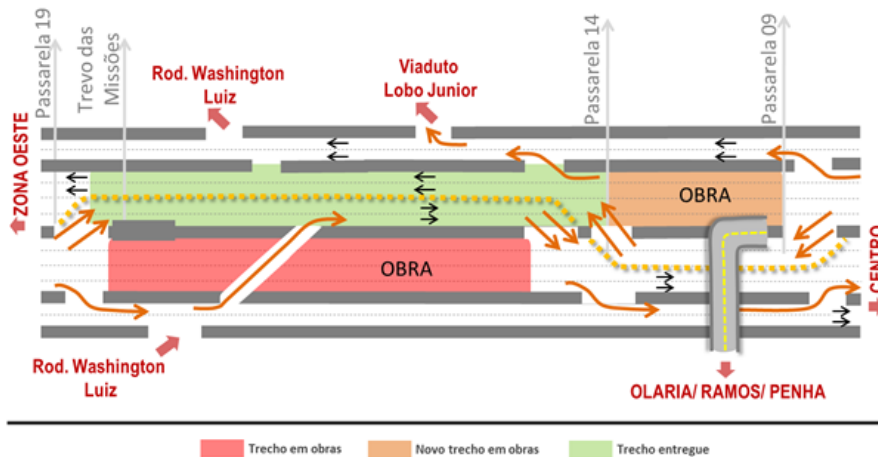 Passarela 19
Trevo das
Missões
Rod. Washington
Luiz
Viaduto
Lobo Junior
Passarela 14
Passarela 09
ZONA OESTE
OBRA
OBRA
CENTRO
Rod. Washington
Luiz
OLARIA/ RAMOS/ PENHA
Trecho em obras
Novo trecho em obras
Trecho entregue